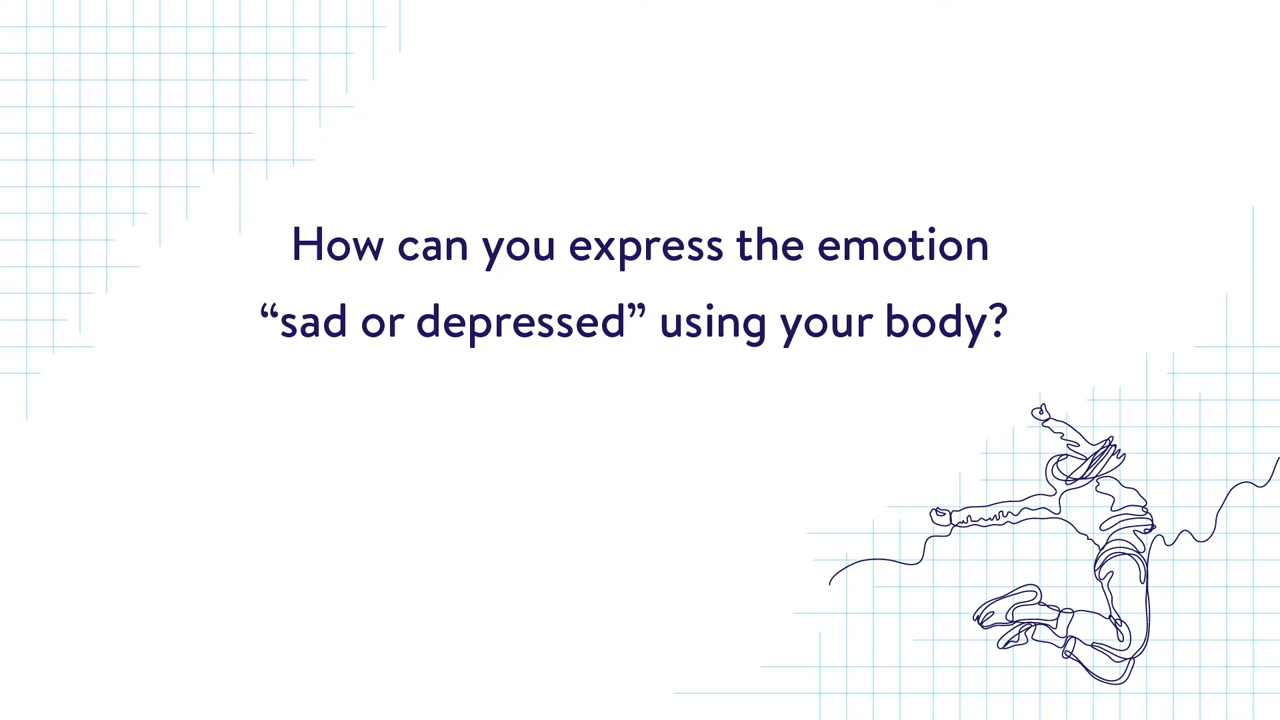 How can you express the emotion
“sad or depressed” using your body?